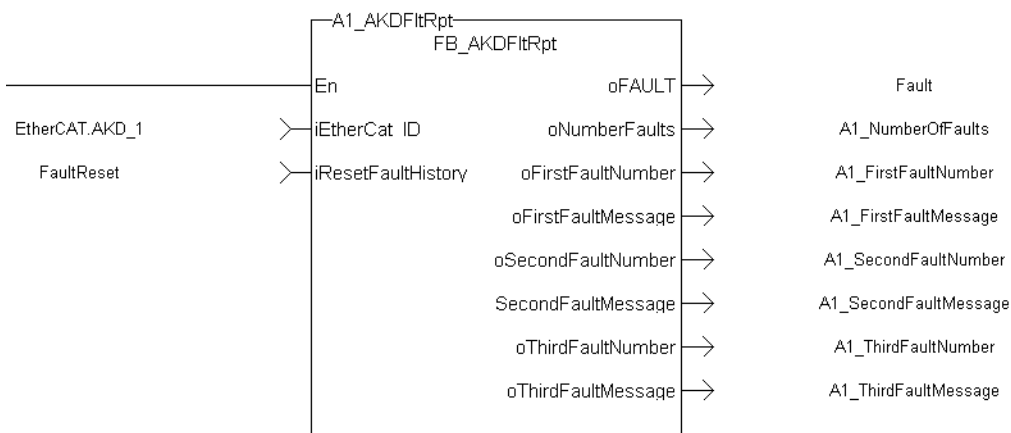 A1_AKDFltRpt
FB_AKDFltRpt
En oFAULT Fault
EtherCAT.AKD_1 iEtherCat ID oNumberFaults A1_NumberOfFaults
FaultReset iResetFaultHistory oFirstFaultNumber A1_FirstFaultNumber
oFirstFaultMessage A1_FirstFaultMessage
oSecondFaultNumber A1_SecondFaultNumber
SecondFaultMessage A1_SecondFaultMessage
oThirdFaultNumber A1_ThirdFaultNumber
oThirdFaultMessage A1_ThirdFaultMessage